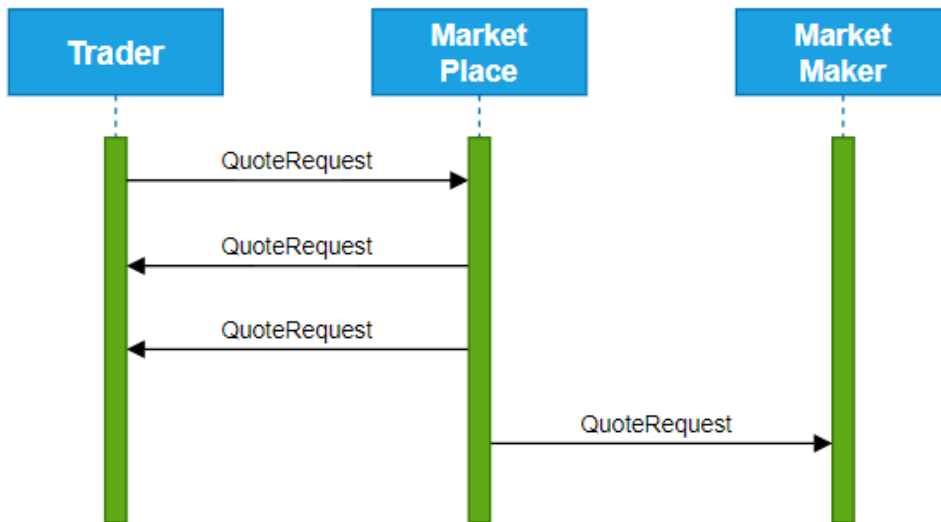 Trader
Market
Place
Market
Maker
QuoteRequest
QuoteRequest
QuoteRequest
QuoteRequest